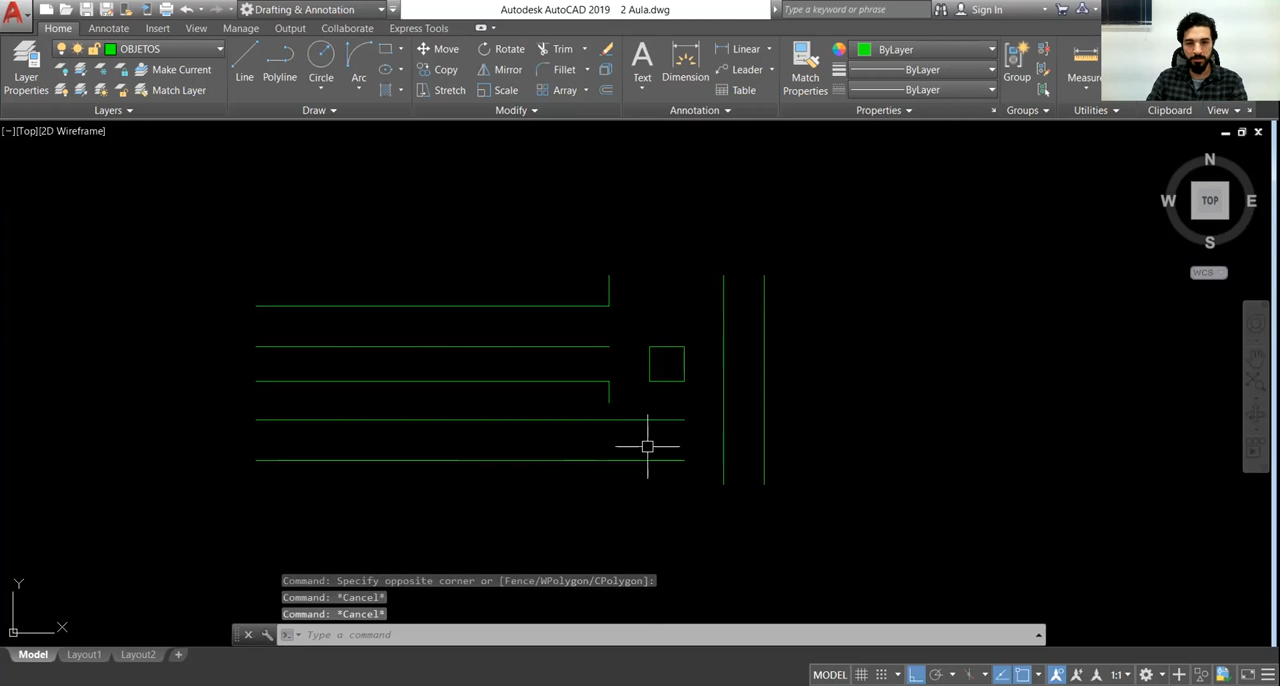 Drafting & Annotation Autodesk AutoCAD 2019 2 Aula.dwg Type a keyword or phrase Sign In
Home Annotate Insert View Manage Output Collaborate Express Tools
OBJETOS
Layer Properties
Make Current
Match Layer
Layers
Line Polyline Circle Arc
Draw
Move Rotate Trim
Copy Mirror Fillet
Stretch Scale Array
Modify
Text Dimension
Linear
Leader
Table
Annotation
Match Properties
ByLayer
ByLayer
ByLayer
Properties
Group
Groups
Measure
Utilities
Clipboard
View
[−][Top][2D Wireframe]
N
W TOP E
S
WCS
Y
X
Command: Specify opposite corner or [Fence/WPolygon/CPolygon]:
Command: *Cancel*
Command: *Cancel*
Type a command
Model Layout1 Layout2 +
MODEL 1:1